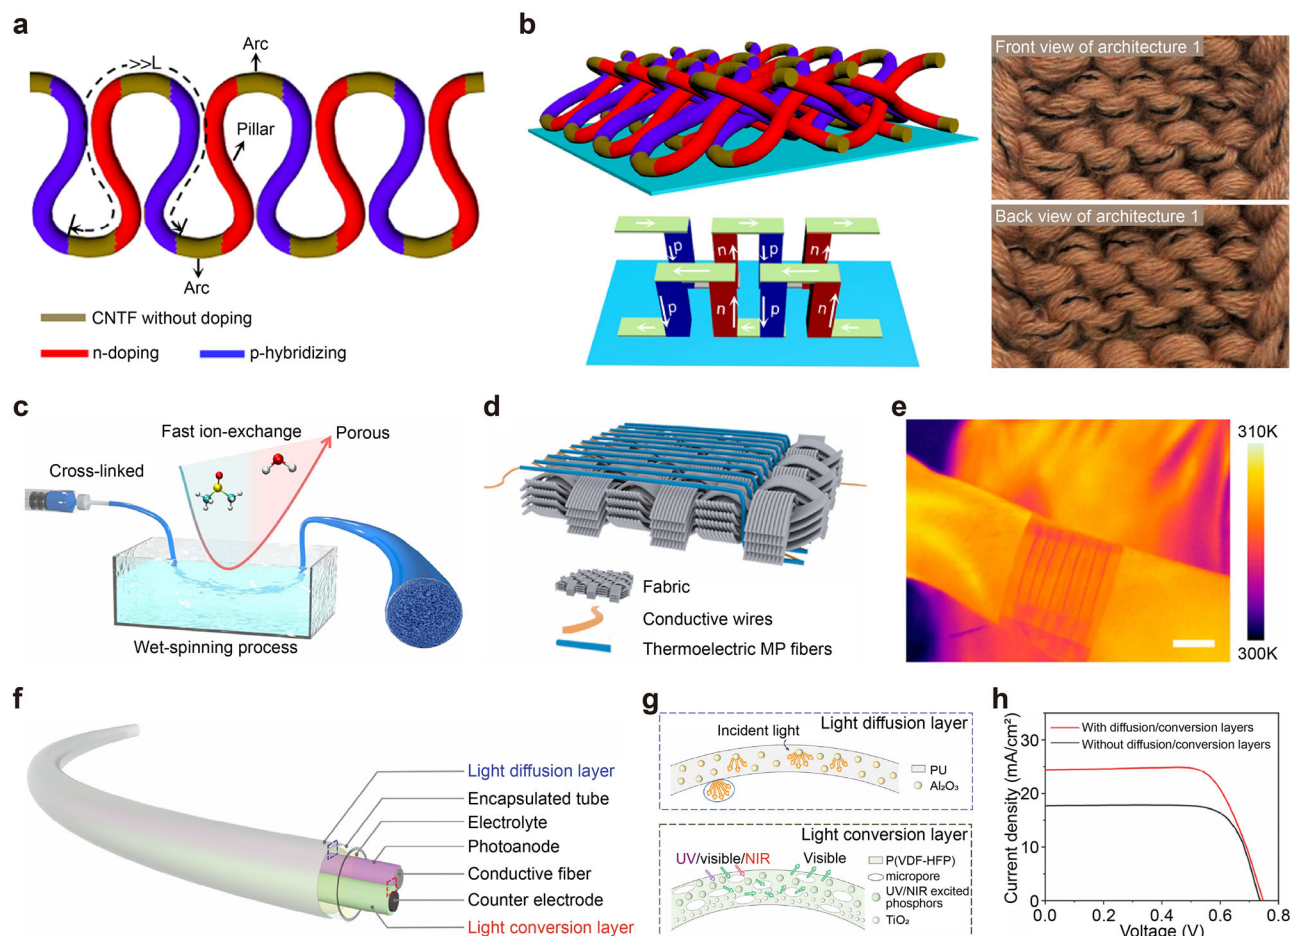 a
Arc
>>L
Pillar
Arc
CNTF without doping
n-doping
p-hybridizing
b
p
n
p
n
p
n
p
n
Front view of architecture 1
Back view of architecture 1
c
Fast ion-exchange
Porous
Cross-linked
Wet-spinning process
d
Fabric
Conductive wires
Thermoelectric MP fibers
e
310K
300K
f
Light diffusion layer
Encapsulated tube
Electrolyte
Photoanode
Conductive fiber
Counter electrode
Light conversion layer
g
Light diffusion layer
Incident light
PU
Al₂O₃
Light conversion layer
UV/visible/NIR
Visible
P(VDF-HFP)
micropore
UV/NIR excited
phosphors
TiO₂
h
With diffusion/conversion layers
Without diffusion/conversion layers
Current density (mA/cm²)
35
30
25
20
15
10
5
0
0.0
0.2
0.4
0.6
0.8
Voltage (V)